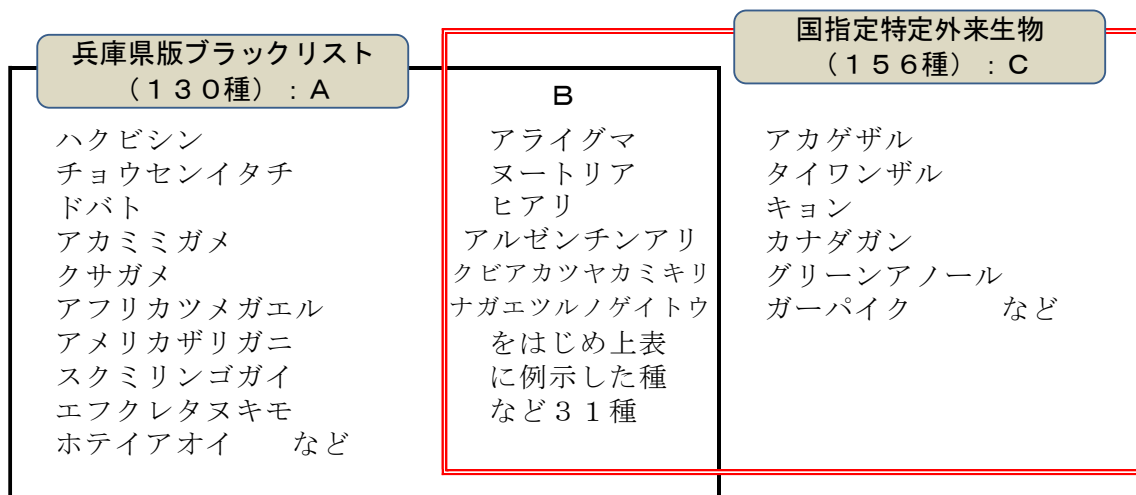 兵庫県版ブラックリスト
(130種):A
国指定特定外来生物
(156種):C
B
ハクビシン
チョウセンイタチ
ドバト
アカミミガメ
クサガメ
アフリカツメガエル
アメリカザリガニ
スクミリンゴガイ
エフクレタヌキモ
ホテイアオイ など
アライグマ
ヌートリア
ヒアリ
アルゼンチンアリ
クビアカツヤカミキリ
ナガエツルノゲイトウ
をはじめ上表
に例示した種
など31種
アカゲザル
タイワンザル
キョン
カナダガン
グリーンアノール
ガーパイク など